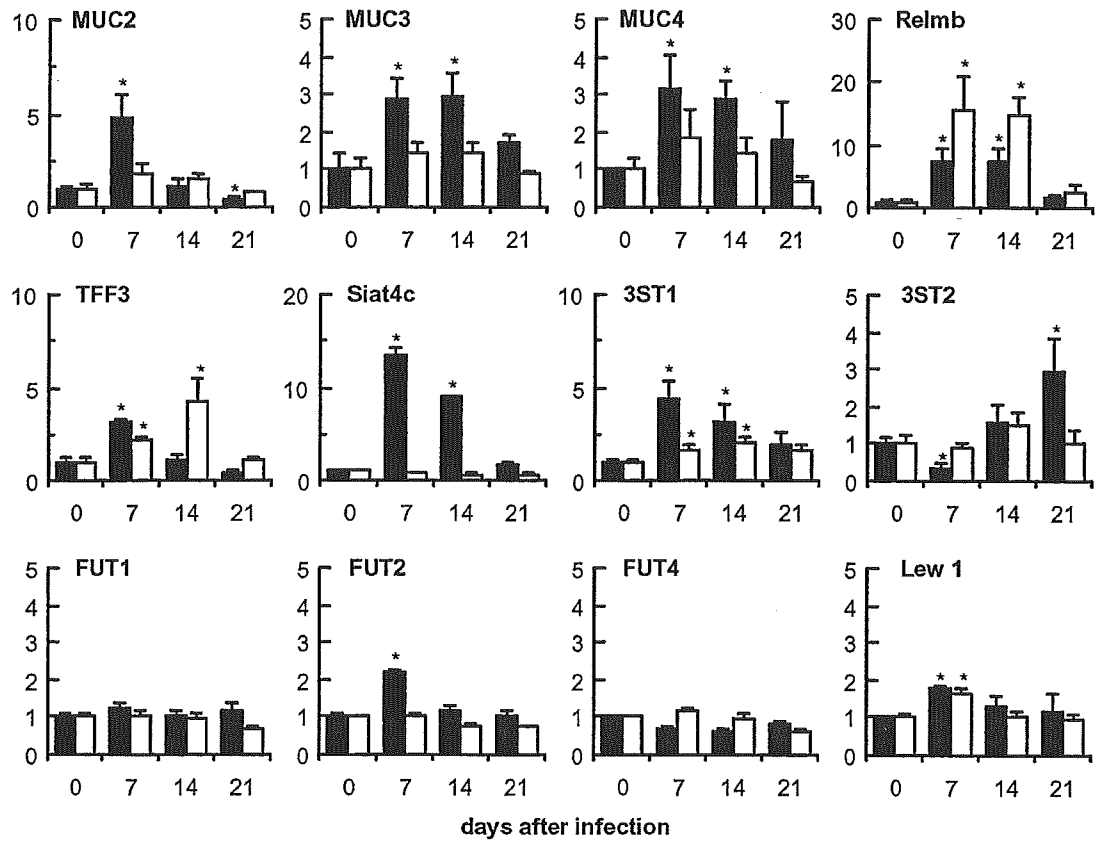 MUC2 MUC3 MUC4 Relmb
10 5 5 30
4 4
20
5 3 3
2 2 10
1 1
0 0 0 0
* * * * * * * * *
0 7 14 21 0 7 14 21 0 7 14 21 0 7 14 21
TFF3 Siat4c 3ST1 3ST2
10 20 10 5
4
5 10 5 3
2
1
0 0 0 0
* * * * * * * * * * *
0 7 14 21 0 7 14 21 0 7 14 21 0 7 14 21
FUT1 FUT2 FUT4 Lew 1
5 5 5 5
4 4 4 4
3 3 3 3
2 2 2 2
1 1 1 1
0 0 0 0
* * *
0 7 14 21 0 7 14 21 0 7 14 21 0 7 14 21
days after infection